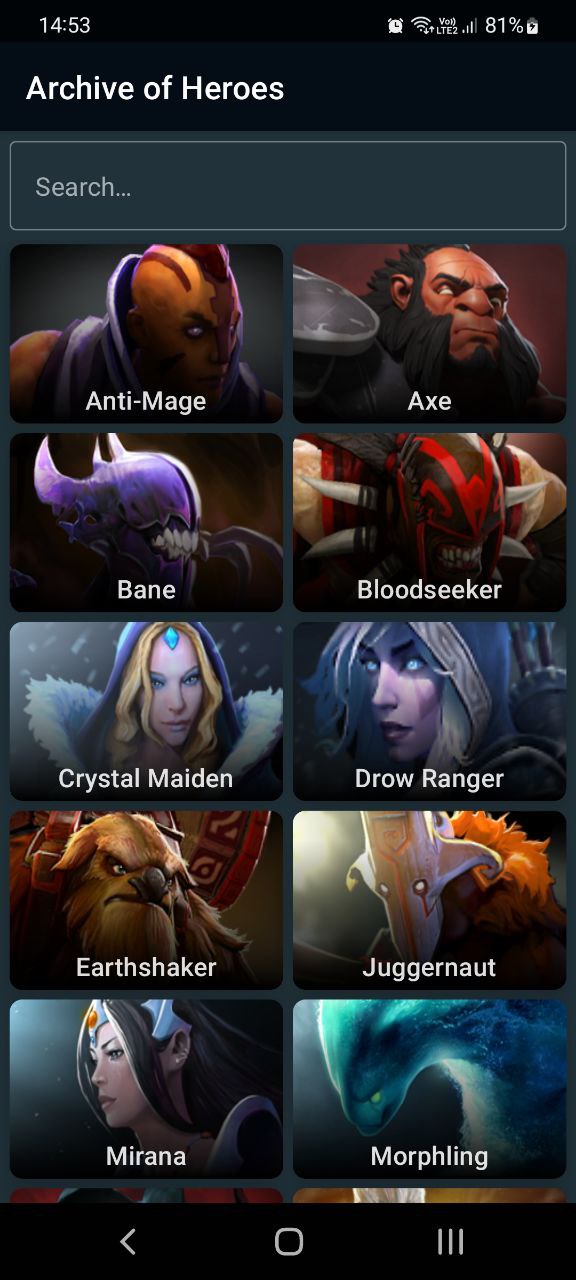 14:53
Vo)) LTE2 81%
Archive of Heroes
Search...
Anti-Mage
Axe
Bane
Bloodseeker
Crystal Maiden
Drow Ranger
Earthshaker
Juggernaut
Mirana
Morphling